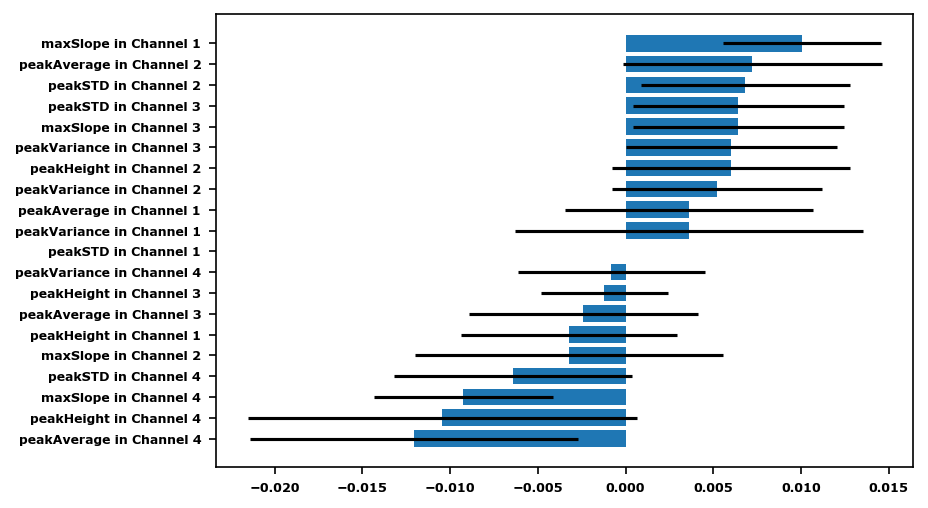 maxSlope in Channel 1
peakAverage in Channel 2
peakSTD in Channel 2
peakSTD in Channel 3
maxSlope in Channel 3
peakVariance in Channel 3
peakHeight in Channel 2
peakVariance in Channel 2
peakAverage in Channel 1
peakVariance in Channel 1
peakSTD in Channel 1
peakVariance in Channel 4
peakHeight in Channel 3
peakAverage in Channel 3
peakHeight in Channel 1
maxSlope in Channel 2
peakSTD in Channel 4
maxSlope in Channel 4
peakHeight in Channel 4
peakAverage in Channel 4
−0.020 −0.015 −0.010 −0.005 0.000 0.005 0.010 0.015